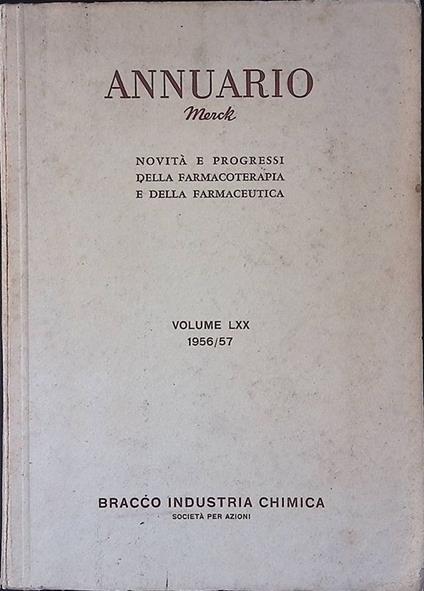 ANNUARIO
Merck
NOVITÀ E PROGRESSI
DELLA FARMACOTERAPIA
E DELLA FARMACEUTICA
VOLUME LXX
1956/57
BRACCO INDUSTRIA CHIMICA
SOCIETÀ PER AZIONI